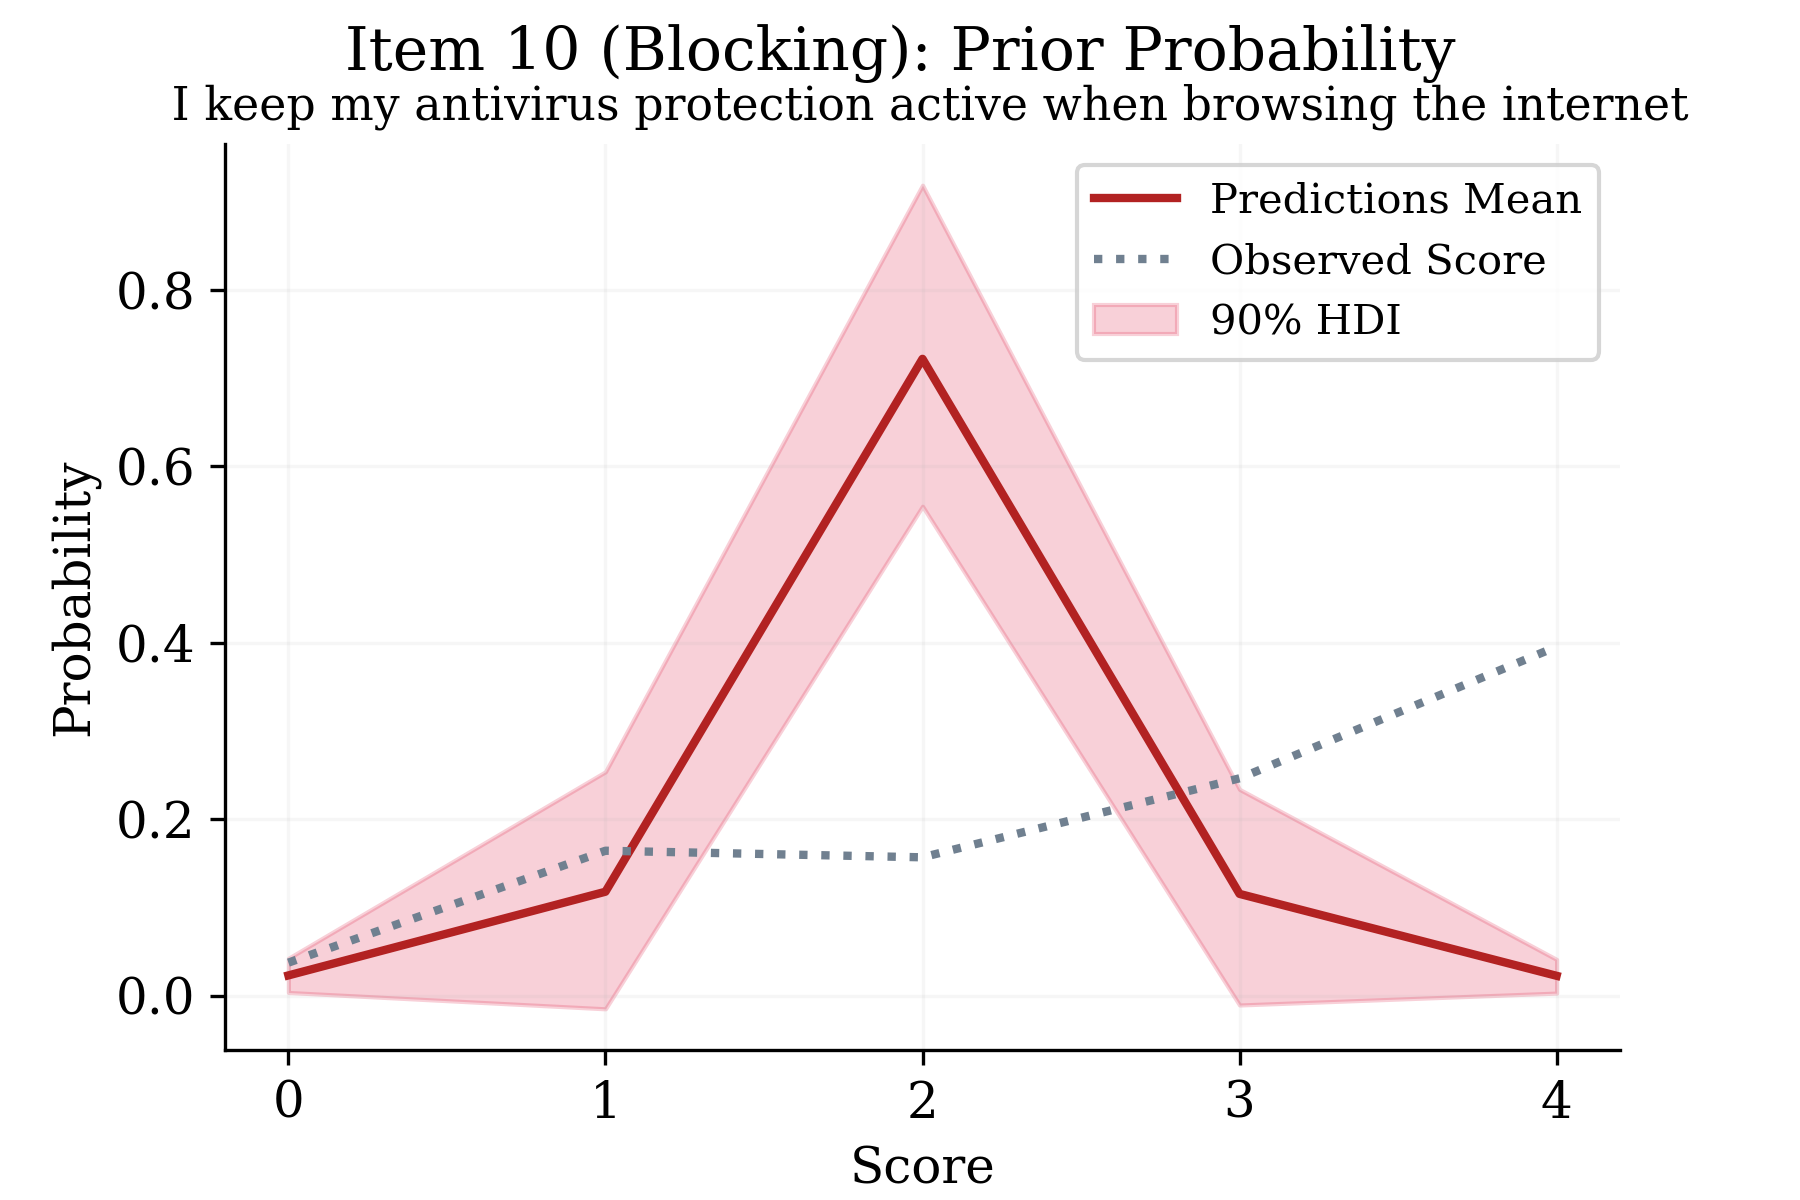 Item 10 (Blocking): Prior Probability
I keep my antivirus protection active when browsing the internet
Predictions Mean
Observed Score
90% HDI
Probability
0.8
0.6
0.4
0.2
0.0
0 1 2 3 4
Score